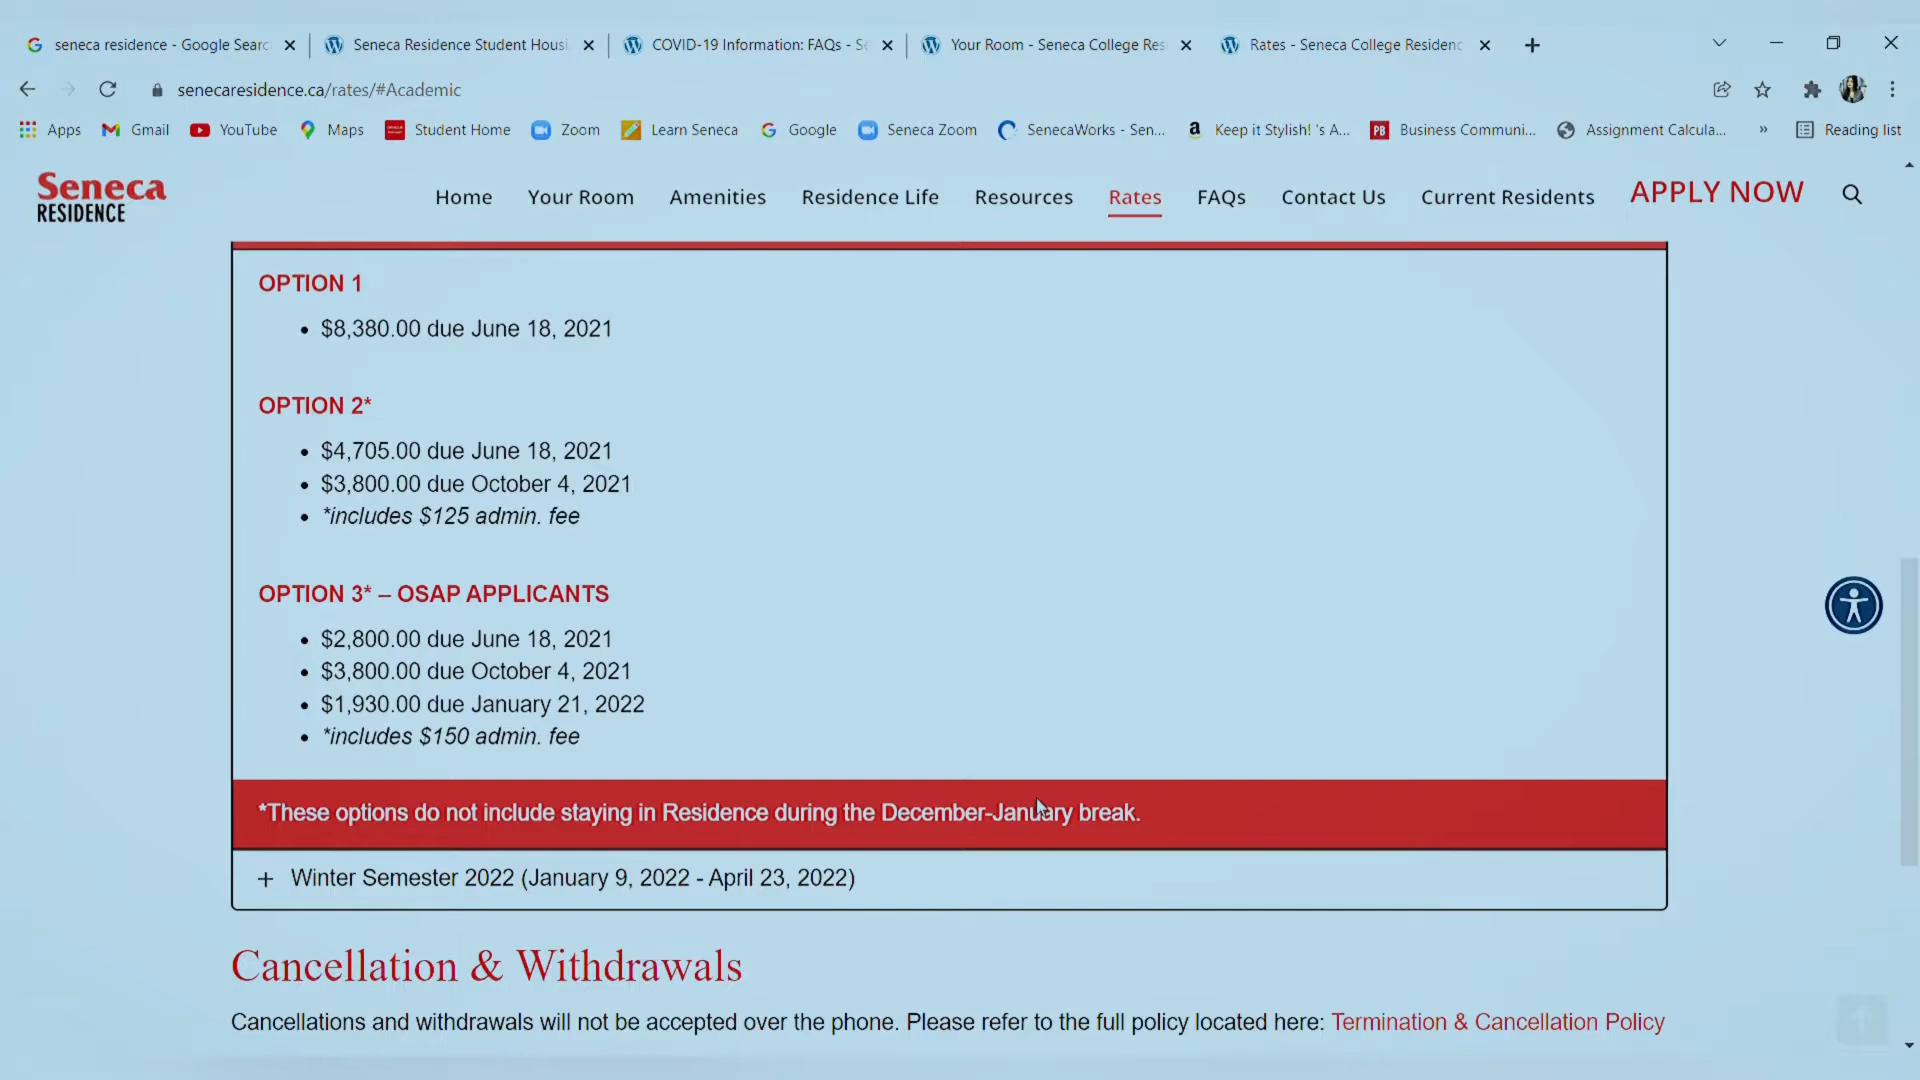 seneca residence - Google Searc
Seneca Residence Student Housi
COVID-19 Information: FAQs - Se
Your Room - Seneca College Res
Rates - Seneca College Residenc
senecaresidence.ca/rates/#Academic
Apps
Gmail
YouTube
Maps
Student Home
Zoom
Learn Seneca
Google
Seneca Zoom
SenecaWorks - Sen...
Keep it Stylish! 's A...
Business Communi...
Assignment Calcula...
»
Reading list
Seneca
RESIDENCE
Home
Your Room
Amenities
Residence Life
Resources
Rates
FAQs
Contact Us
Current Residents
APPLY NOW
OPTION 1
• $8,380.00 due June 18, 2021
OPTION 2*
• $4,705.00 due June 18, 2021
• $3,800.00 due October 4, 2021
• *includes $125 admin. fee
OPTION 3* – OSAP APPLICANTS
• $2,800.00 due June 18, 2021
• $3,800.00 due October 4, 2021
• $1,930.00 due January 21, 2022
• *includes $150 admin. fee
*These options do not include staying in Residence during the December-January break.
+ Winter Semester 2022 (January 9, 2022 - April 23, 2022)
Cancellation & Withdrawals
Cancellations and withdrawals will not be accepted over the phone. Please refer to the full policy located here: Termination & Cancellation Policy